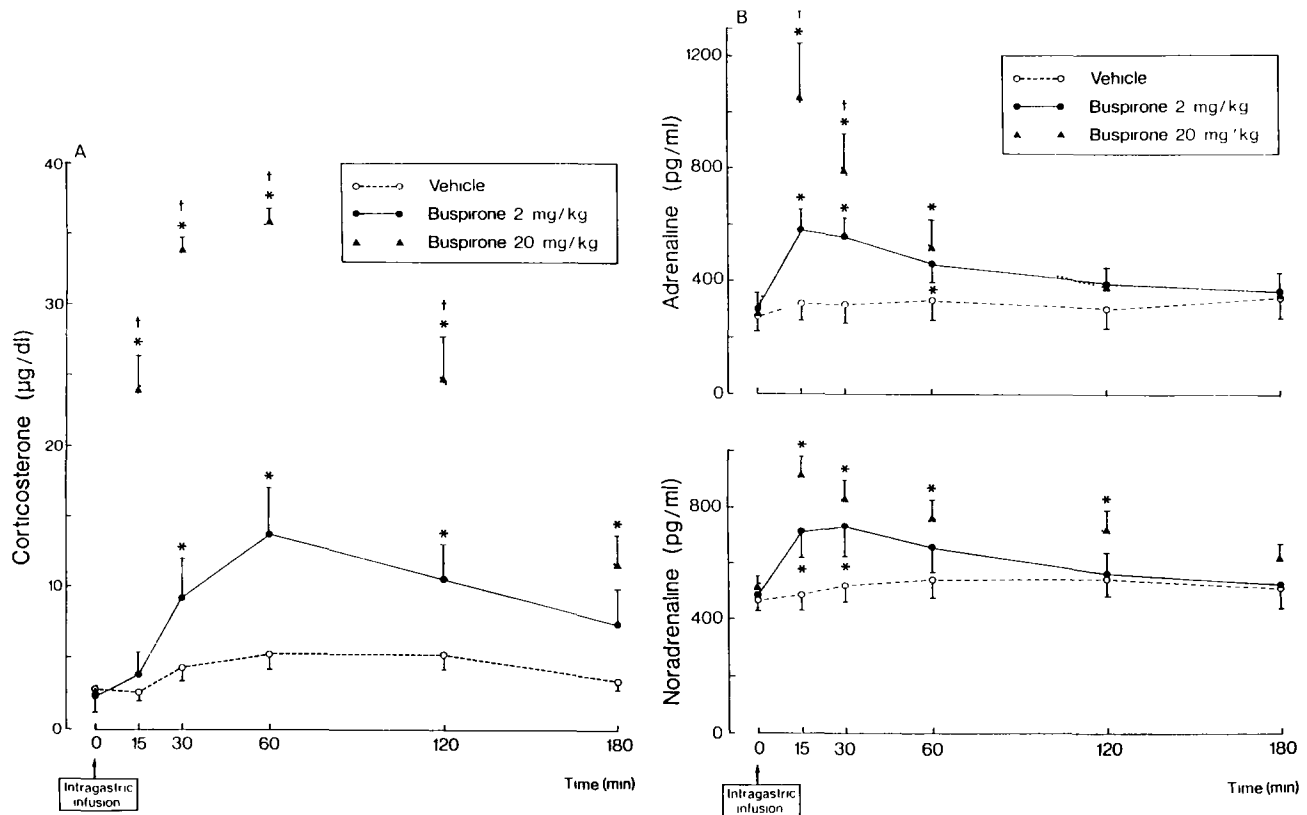 A
Corticosterone (µg/dl)
40
30
20
10
0
Vehicle
Buspirone 2 mg/kg
Buspirone 20 mg/kg
†
*
†
*
†
*
†
*
*
*
*
*
0 15 30 60 120 180
Intragastric
infusion
Time (min)
B
Adrenaline (pg/ml)
1200
800
400
0
Vehicle
Buspirone 2 mg/kg
Buspirone 20 mg'kg
†
*
†
*
*
*
*
*
Noradrenaline (pg/ml)
800
400
0
*
*
*
*
*
*
0 15 30 60 120 180
Intragastric
infusion
Time (min)